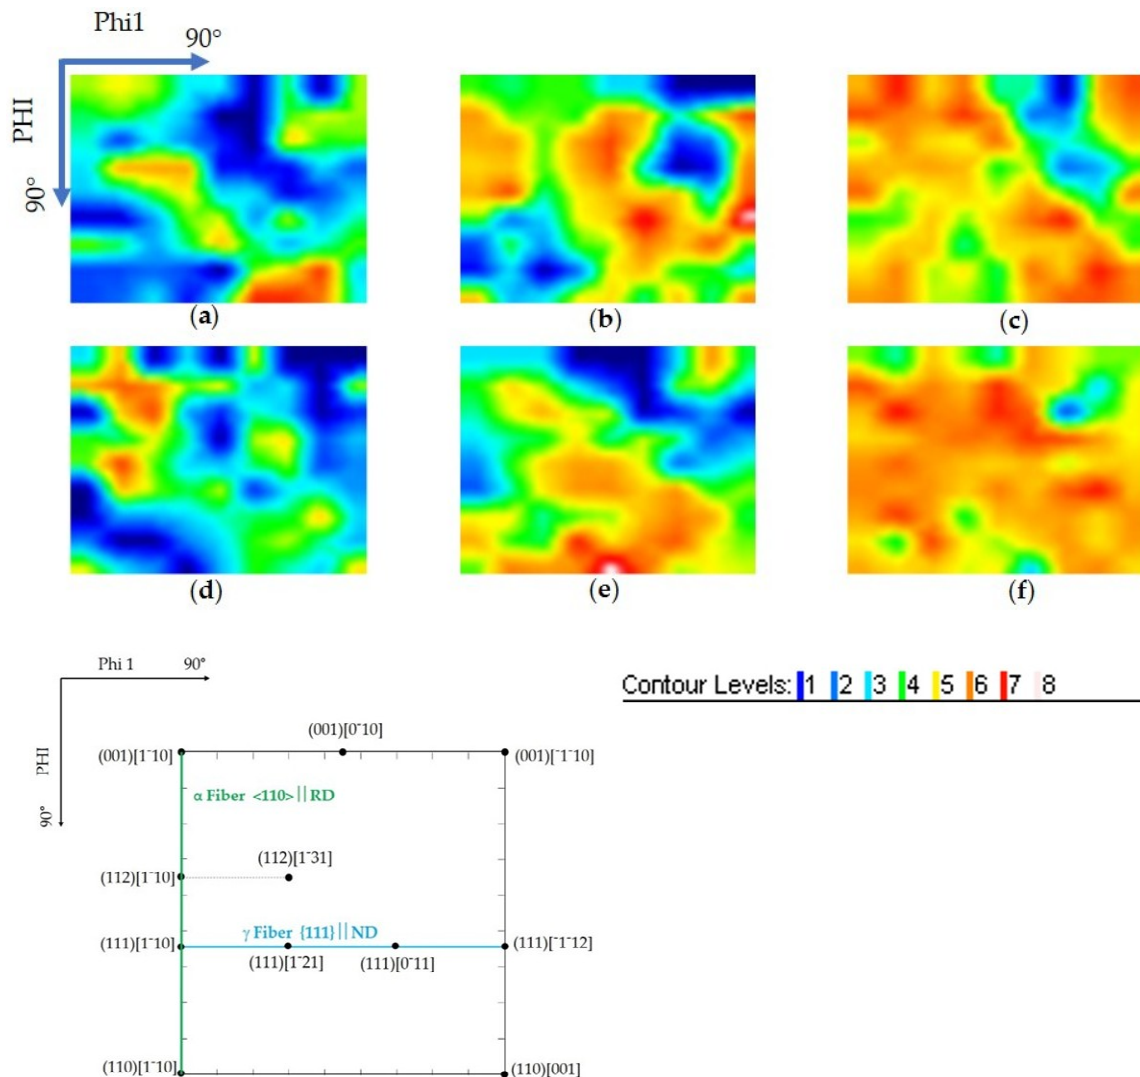 Phi1
90°
PHI
90°
(a)
(b)
(c)
(d)
(e)
(f)
Phi 1 90°
PHI
90°
Contour Levels: 1 2 3 4 5 6 7 8
(001)[0¯10]
(001)[1¯10]
(001)[¯1¯10]
α Fiber <110>||RD
(112)[1¯31]
(112)[1¯10]
γ Fiber {111}||ND
(111)[1¯10]
(111)[¯1¯12]
(111)[1¯21]
(111)[0¯11]
(110)[1¯10]
(110)[001]